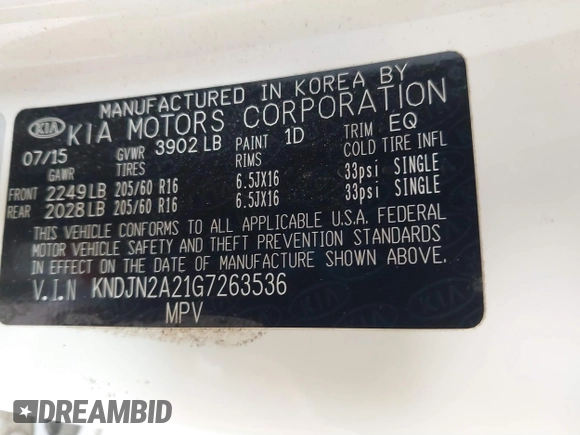 MANUFACTURED IN KOREA BY
KIA KIA MOTORS CORPORATION
07/15 GVWR 3902 LB PAINT 1D TRIM EQ
GAWR TIRES RIMS COLD TIRE INFL
FRONT 2249 LB 205/60 R16 6.5JX16 33psi SINGLE
REAR 2028 LB 205/60 R16 6.5JX16 33psi SINGLE
THIS VEHICLE CONFORMS TO ALL APPLICABLE U.S.A. FEDERAL
MOTOR VEHICLE SAFETY AND THEFT PREVENTION STANDARDS
IN EFFECT ON THE DATE OF MANUFACTURE SHOWN ABOVE.
V.I.N KNDJN2A21G7263536
MPV
DREAMBID